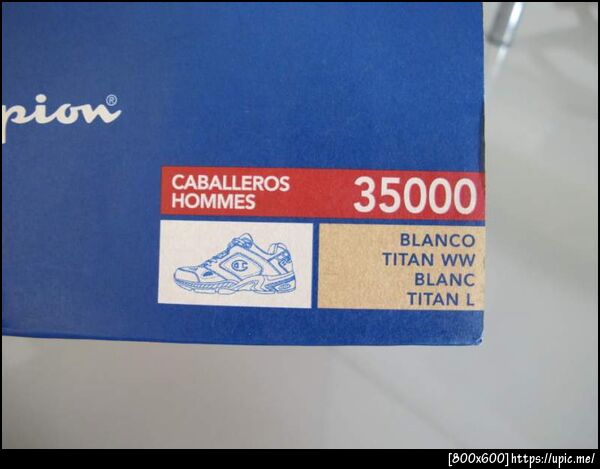 pion®
CABALLEROS
HOMMES
35000
BLANCO
TITAN WW
BLANC
TITAN L
[800x600]https://upic.me/